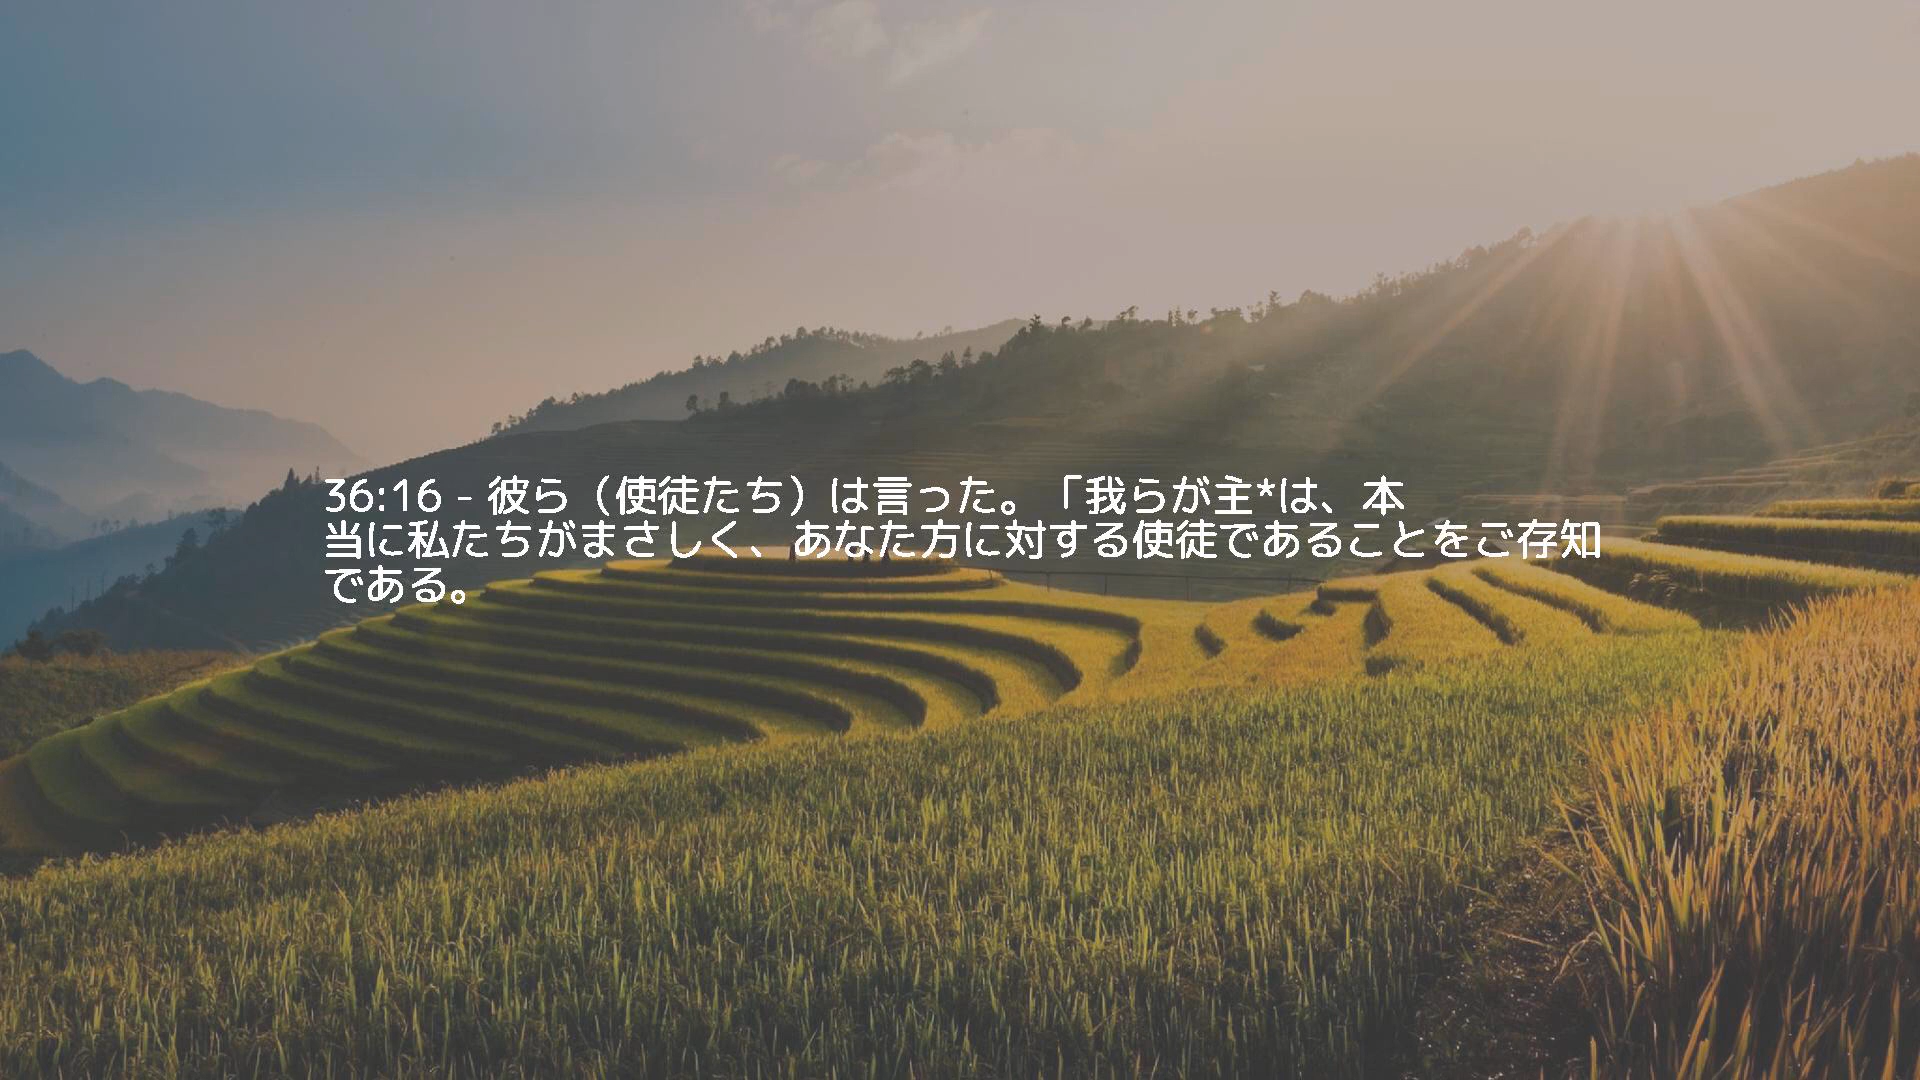 36:16 - 彼ら（使徒たち）は言った。「我らが主*は、本
当に私たちがまさしく、あなた方に対する使徒であることをご存知
である。